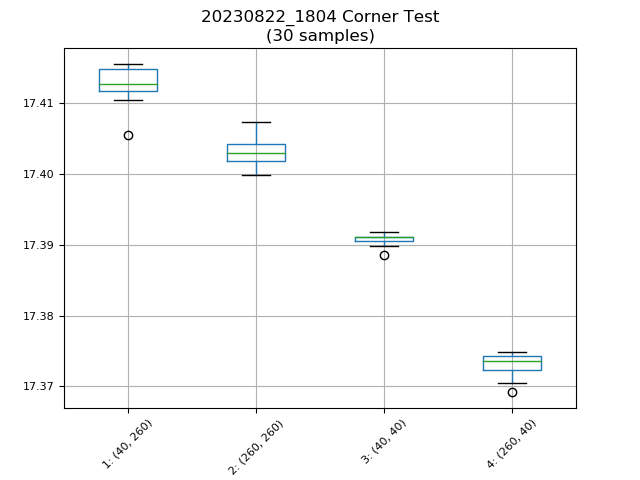 20230822_1804 Corner Test
(30 samples)
17.41
17.40
17.39
17.38
17.37
1: (40, 260)
2: (260, 260)
3: (40, 40)
4: (260, 40)